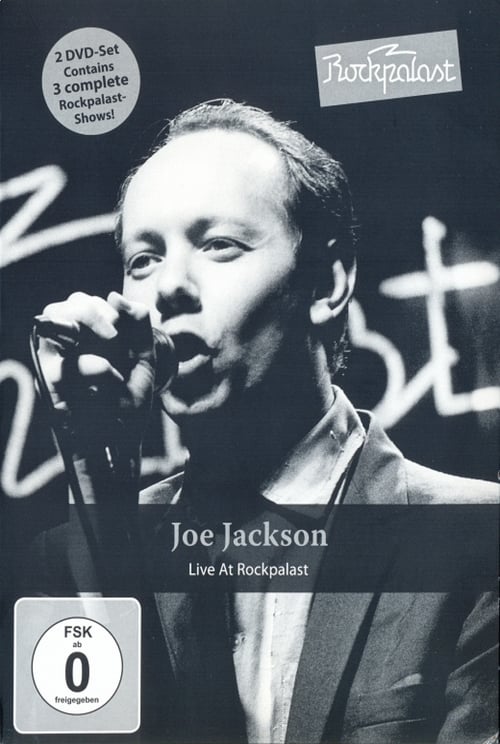 2 DVD-Set
Contains
3 complete
Rockpalast-
Shows!
Rockpalast
Joe Jackson
Live At Rockpalast
FSK
ab
0
freigegeben